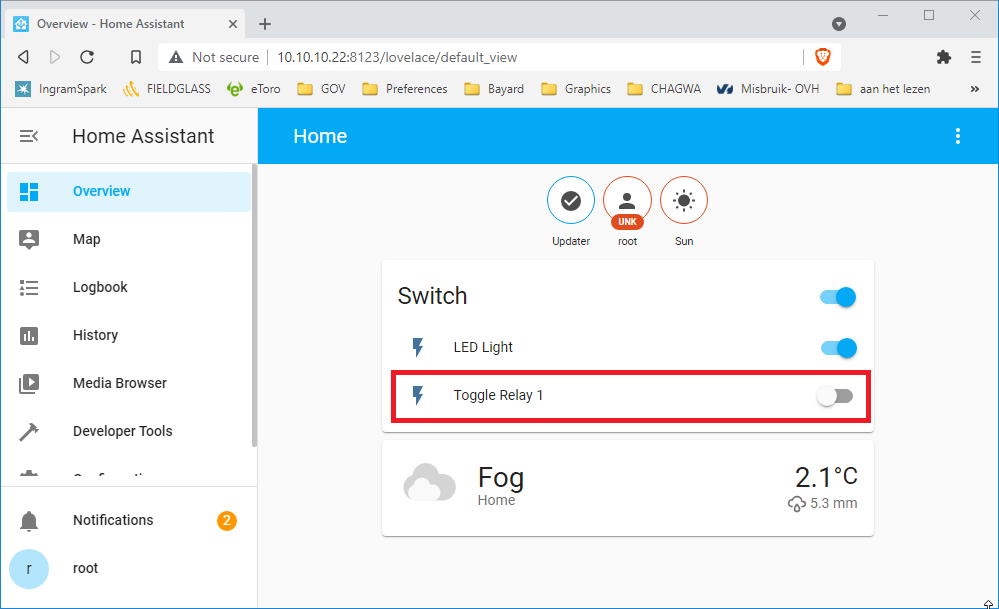 Overview - Home Assistant
Not secure
10.10.10.22:8123/lovelace/default_view
IngramSpark
FIELDGLASS
eToro
GOV
Preferences
Bayard
Graphics
CHAGWA
Misbruik- OVH
aan het lezen
»
Home Assistant
Home
Overview
Map
Logbook
History
Media Browser
Developer Tools
Notifications
2
r
root
UNK
Updater
root
Sun
Switch
LED Light
Toggle Relay 1
Fog
Home
2.1°C
5.3 mm